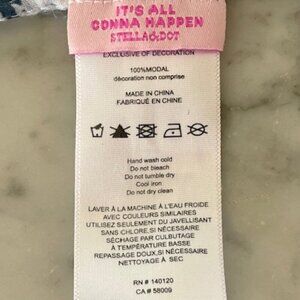 IT'S ALL
GONNA HAPPEN
STELLA & DOT
EXCLUSIVE OF DECORATION
100%MODAL
décoration non comprise
MADE IN CHINA
FABRIQUÉ EN CHINE
Hand wash cold
Do not bleach
Do not tumble dry
Cool iron
Do not dry clean
LAVER À LA MACHINE À L'EAU FROIDE
AVEC COULEURS SIMILAIRES
UTILISEZ SEULEMENT DU JAVELLISANT
SANS CHLORE,SI NÉCESSAIRE
SÉCHAGE PAR CULBUTAGE
À TEMPÉRATURE BASSE
REPASSAGE DOUX,SI NÉCESSAIRE
NETTOYAGE À SEC
RN # 140120
CA # 58009